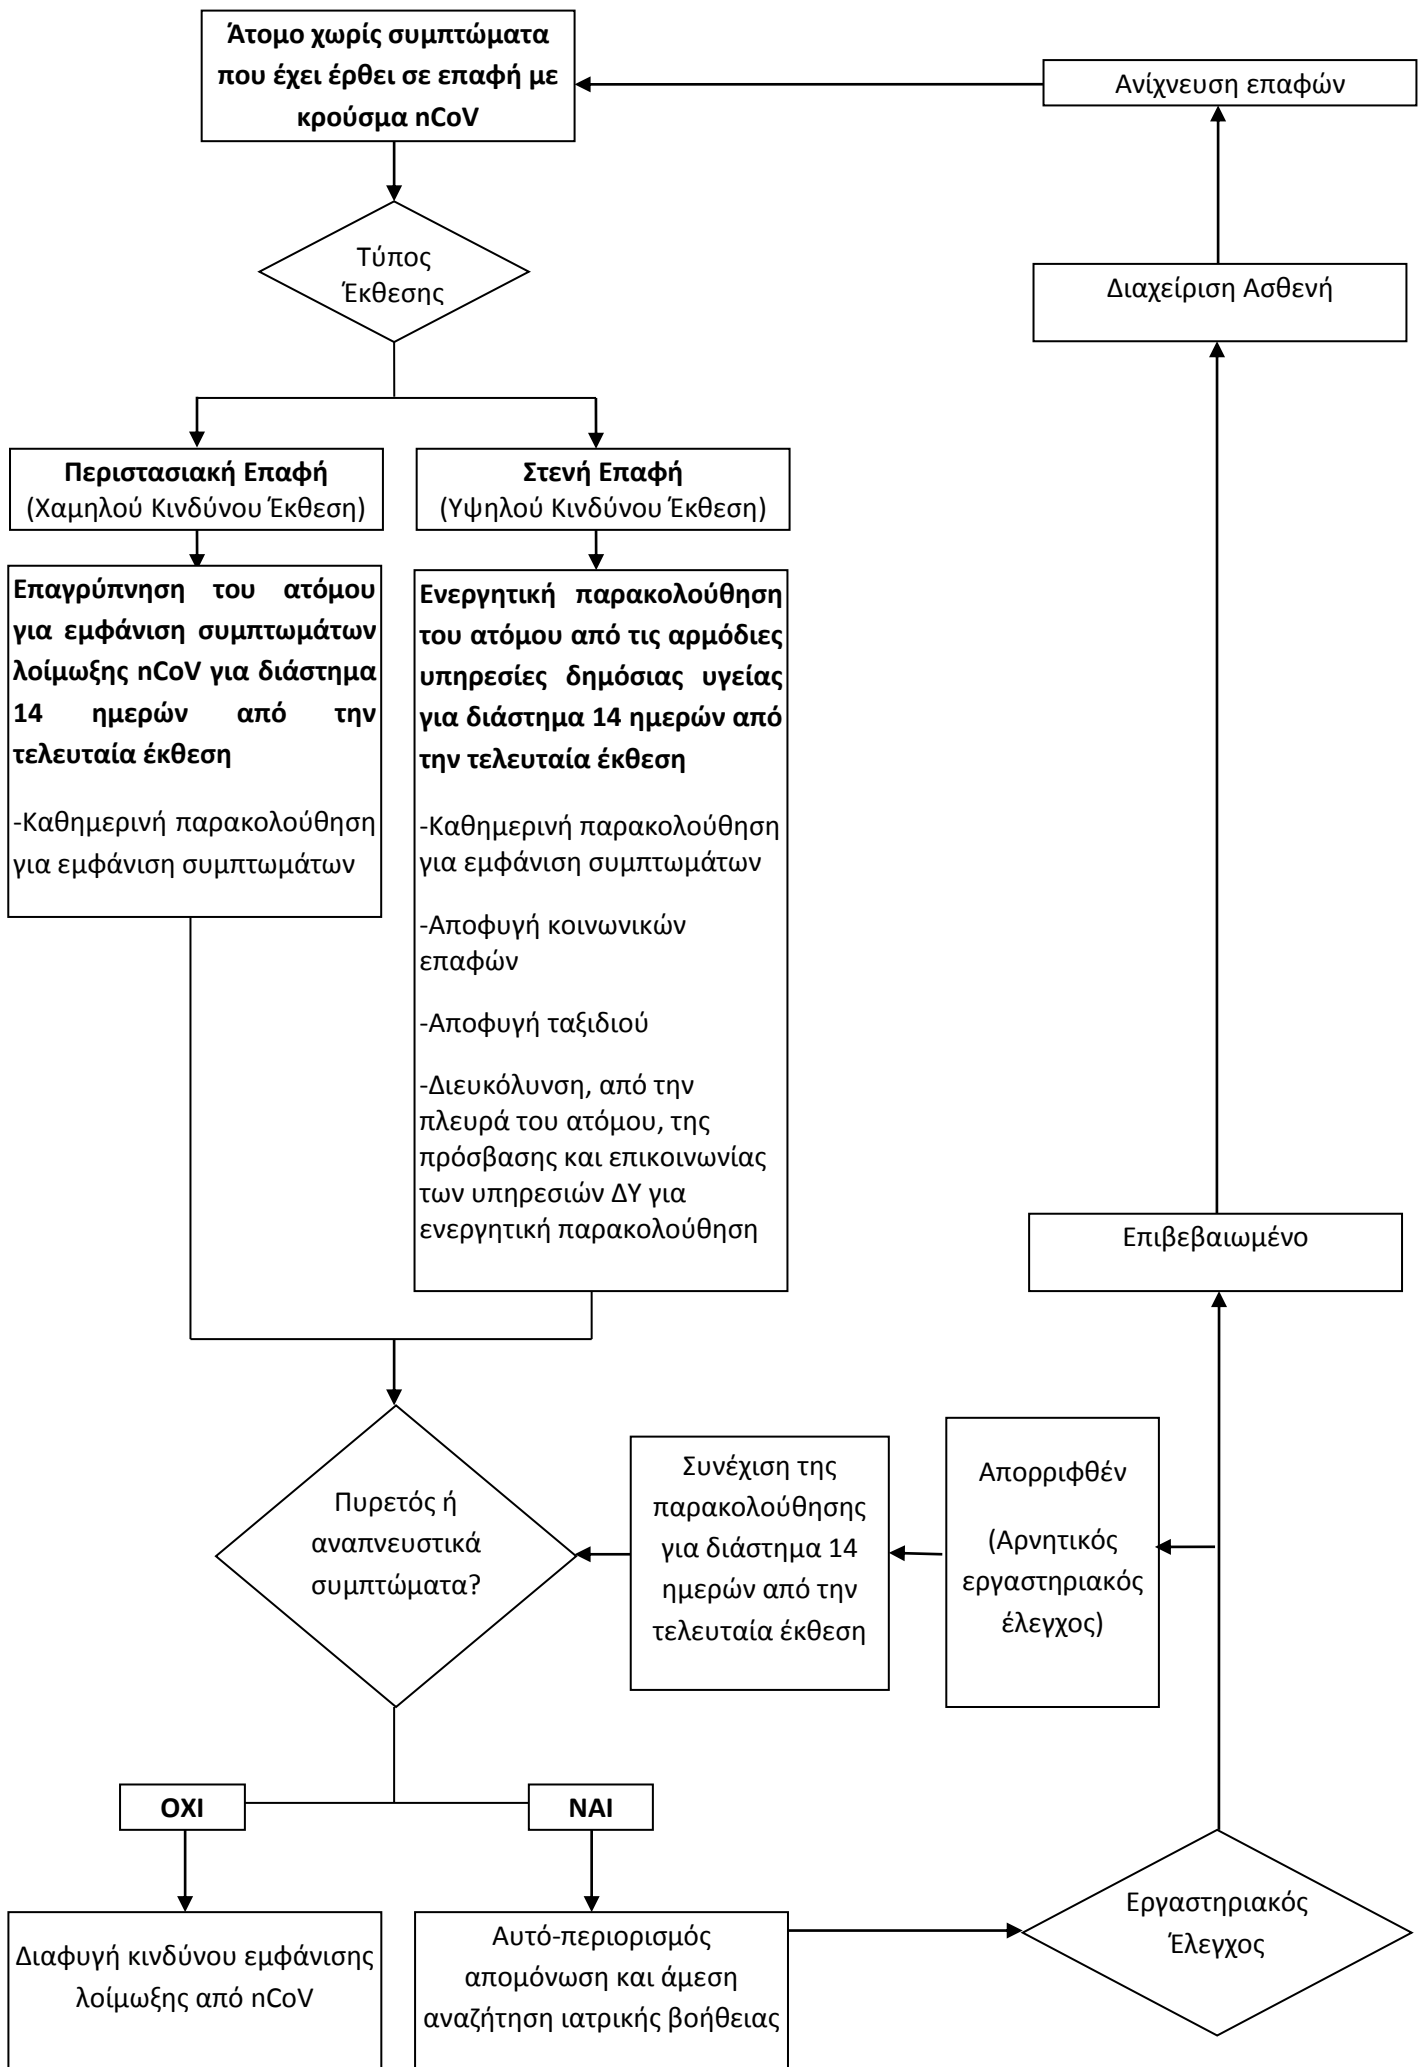 Άτομο χωρίς συμπτώματα
που έχει έρθει σε επαφή με
κρούσμα nCoV
Ανίχνευση επαφών
Τύπος
Έκθεσης
Διαχείριση Ασθενή
Περιστασιακή Επαφή
(Χαμηλού Κινδύνου Έκθεση)
Στενή Επαφή
(Υψηλού Κινδύνου Έκθεση)
Επαγρύπνηση του ατόμου
για εμφάνιση συμπτωμάτων
λοίμωξης nCoV για διάστημα
14 ημερών από την
τελευταία έκθεση
-Καθημερινή παρακολούθηση
για εμφάνιση συμπτωμάτων
Ενεργητική παρακολούθηση
του ατόμου από τις αρμόδιες
υπηρεσίες δημόσιας υγείας
για διάστημα 14 ημερών από
την τελευταία έκθεση
-Καθημερινή παρακολούθηση
για εμφάνιση συμπτωμάτων
-Αποφυγή κοινωνικών
επαφών
-Αποφυγή ταξιδιού
-Διευκόλυνση, από την
πλευρά του ατόμου, της
πρόσβασης και επικοινωνίας
των υπηρεσιών ΔΥ για
ενεργητική παρακολούθηση
Επιβεβαιωμένο
Πυρετός ή
αναπνευστικά
συμπτώματα?
Συνέχιση της
παρακολούθησης
για διάστημα 14
ημερών από την
τελευταία έκθεση
Απορριφθέν
(Αρνητικός
εργαστηριακός
έλεγχος)
ΟΧΙ
ΝΑΙ
Διαφυγή κινδύνου εμφάνισης
λοίμωξης από nCoV
Αυτό-περιορισμός
απομόνωση και άμεση
αναζήτηση ιατρικής βοήθειας
Εργαστηριακός
Έλεγχος